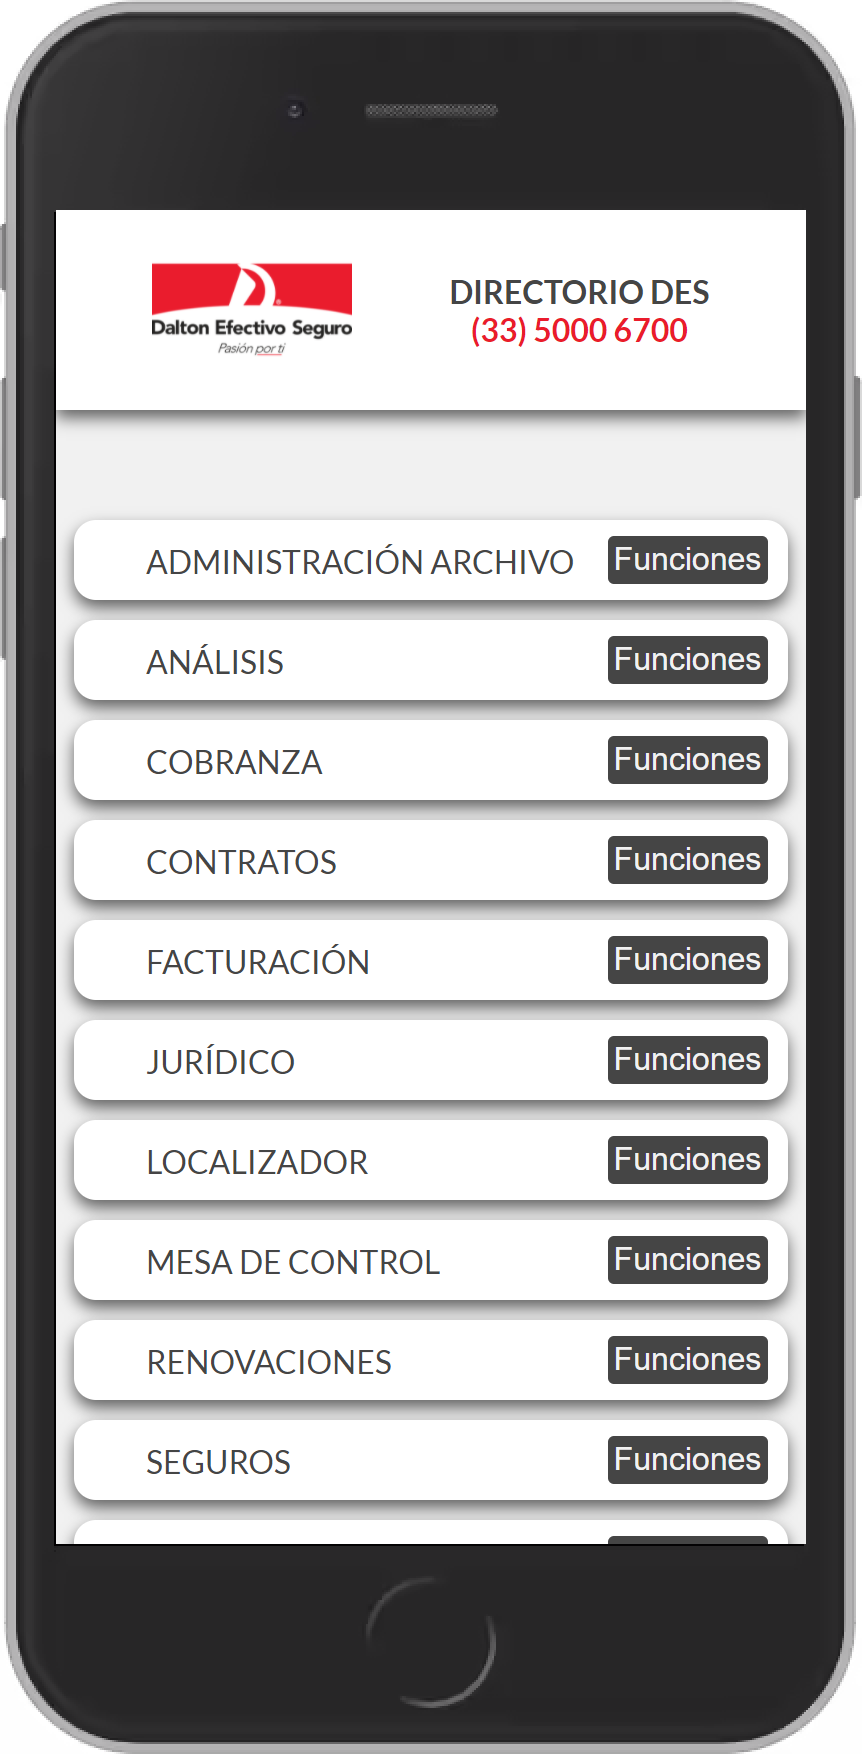 Dalton Efectivo Seguro
Pasión por ti
DIRECTORIO DES
(33) 5000 6700
ADMINISTRACIÓN ARCHIVO Funciones
ANÁLISIS Funciones
COBRANZA Funciones
CONTRATOS Funciones
FACTURACIÓN Funciones
JURÍDICO Funciones
LOCALIZADOR Funciones
MESA DE CONTROL Funciones
RENOVACIONES Funciones
SEGUROS Funciones